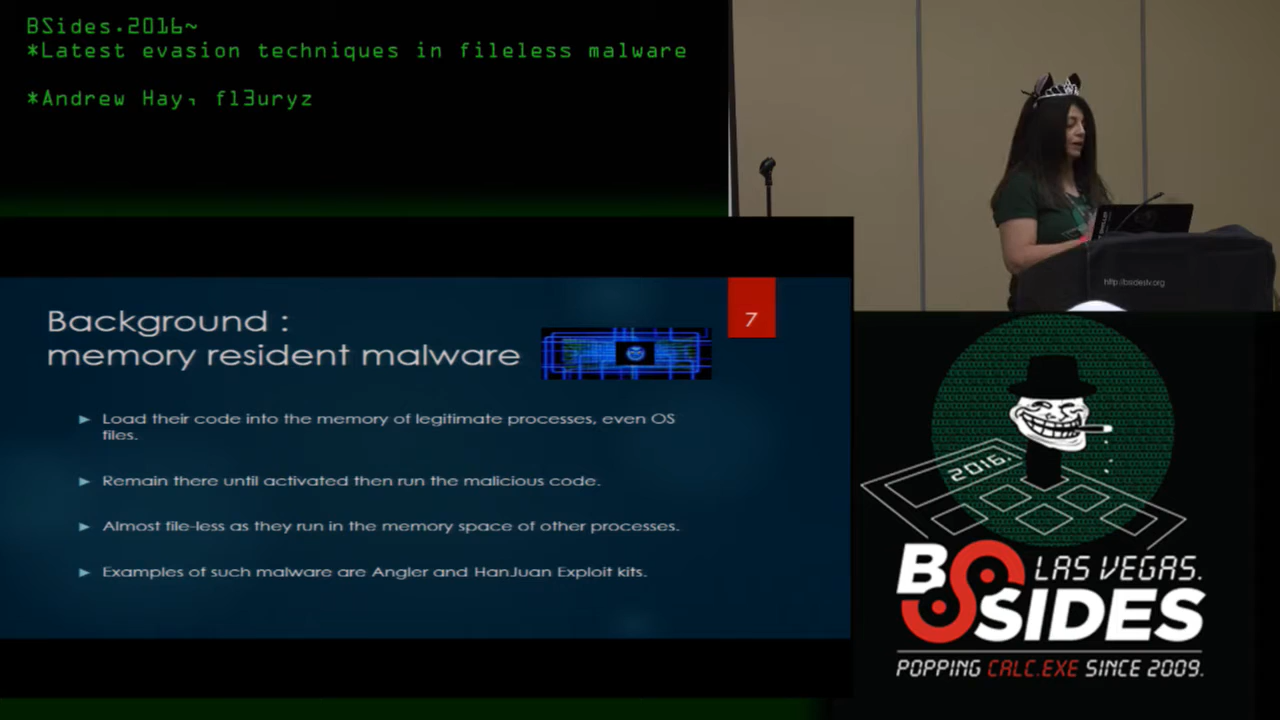 BSides.2016~
*Latest evasion techniques in fileless malware
*Andrew Hay, fl3uryz
http://bsideslv.org
Background :
memory resident malware
7
Load their code into the memory of legitimate processes, even OS
files.
Remain there until activated then run the malicious code.
Almost file-less as they run in the memory space of other processes.
Examples of such malware are Angler and HanJuan Exploit kits.
2016.
BSIDES
LAS VEGAS.
POPPING CALC.EXE SINCE 2009.